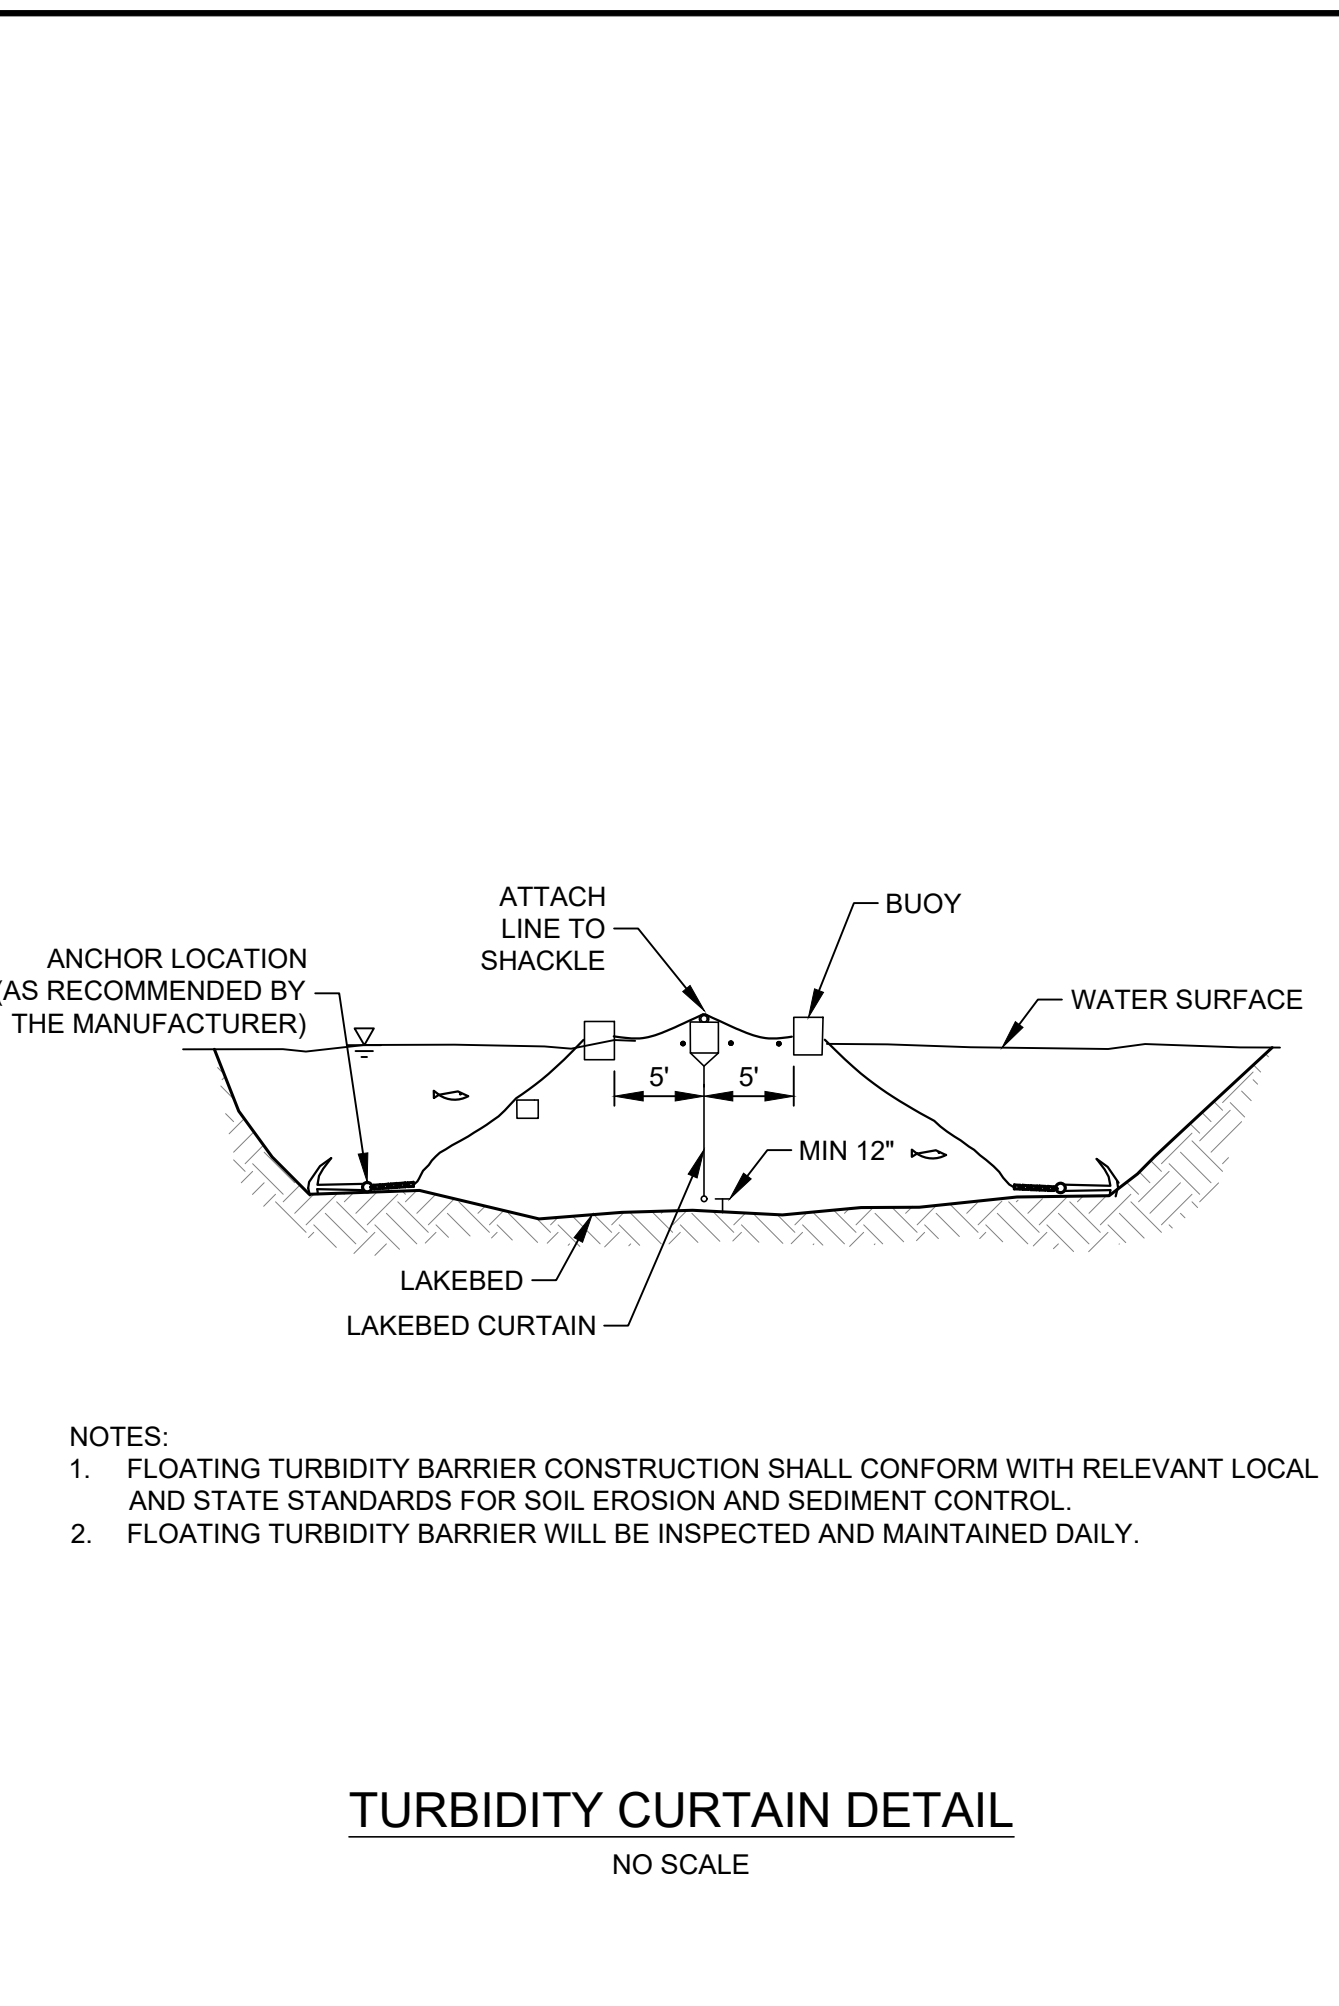 ATTACH
LINE TO
SHACKLE
BUOY
ANCHOR LOCATION
(AS RECOMMENDED BY
THE MANUFACTURER)
WATER SURFACE
5'
5'
MIN 12"
LAKEBED
LAKEBED CURTAIN
NOTES:
1. FLOATING TURBIDITY BARRIER CONSTRUCTION SHALL CONFORM WITH RELEVANT LOCAL
AND STATE STANDARDS FOR SOIL EROSION AND SEDIMENT CONTROL.
2. FLOATING TURBIDITY BARRIER WILL BE INSPECTED AND MAINTAINED DAILY.
TURBIDITY CURTAIN DETAIL
NO SCALE